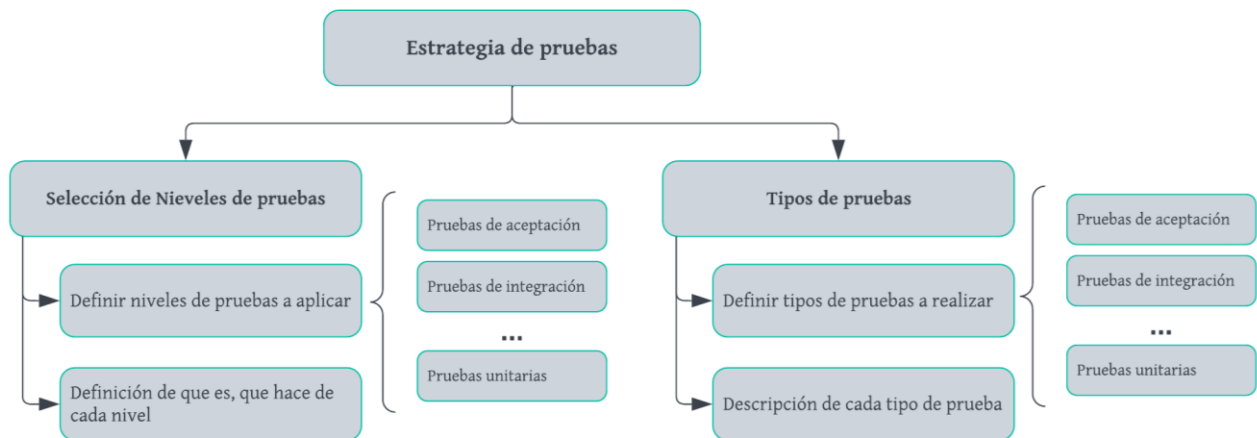 Estrategia de pruebas
Selección de Nieveles de pruebas
Definir niveles de pruebas a aplicar
Definición de que es, que hace de
cada nivel
Pruebas de aceptación
Pruebas de integración
...
Pruebas unitarias
Tipos de pruebas
Definir tipos de pruebas a realizar
Descripción de cada tipo de prueba
Pruebas de aceptación
Pruebas de integración
...
Pruebas unitarias